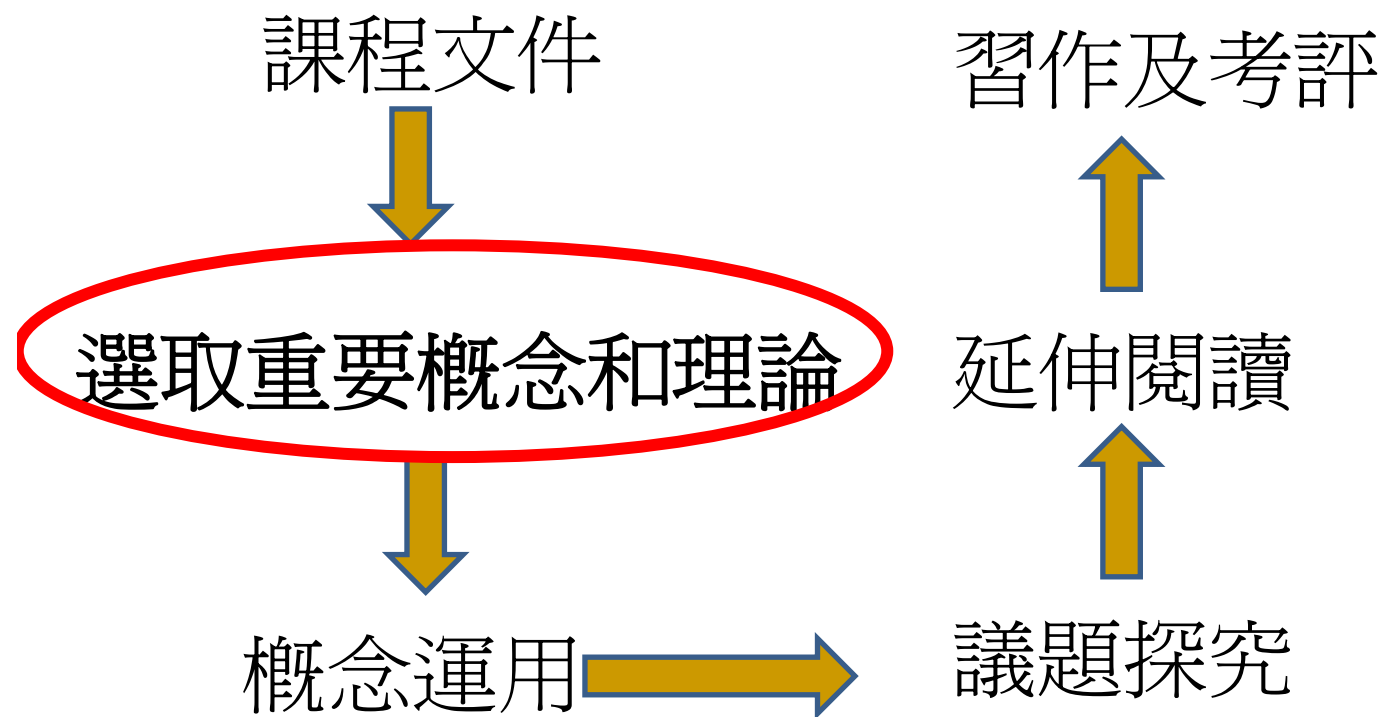 課程文件
選取重要概念和理論
概念運用
議題探究
延伸閱讀
習作及考評